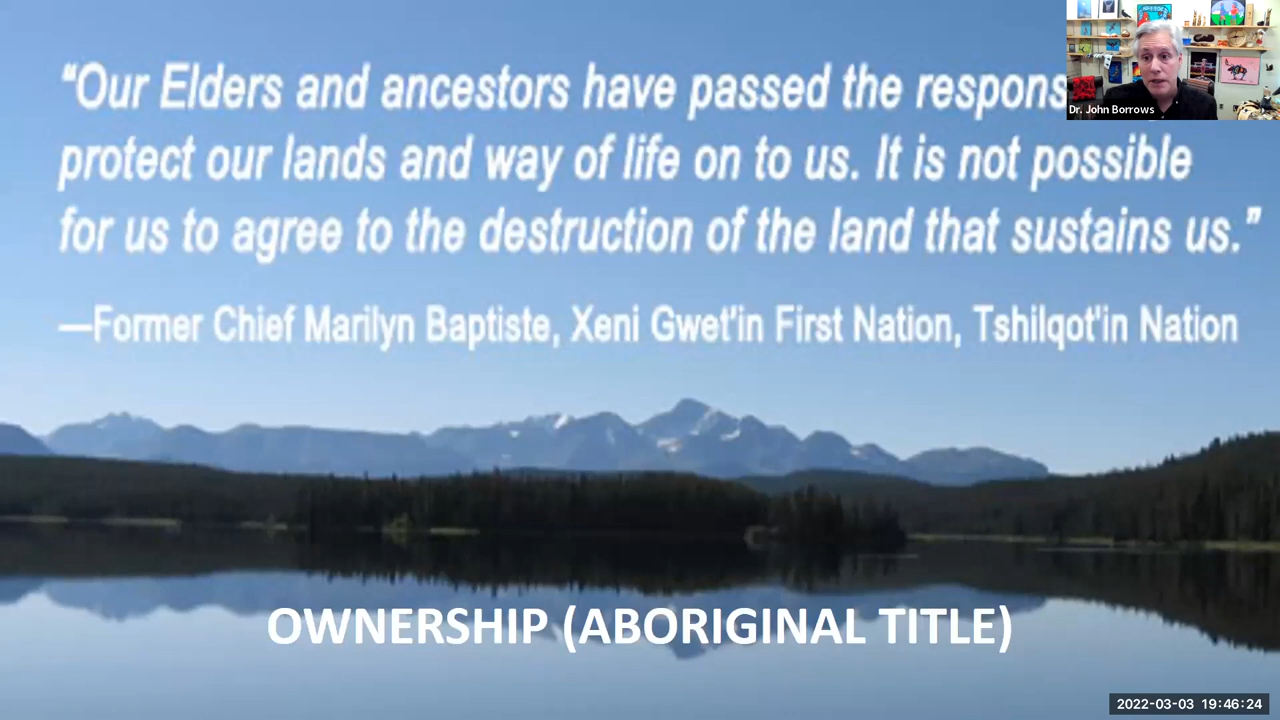 “Our Elders and ancestors have passed the respons
protect our lands and way of life on to us. It is not possible
for us to agree to the destruction of the land that sustains us.”
—Former Chief Marilyn Baptiste, Xeni Gwet'in First Nation, Tshilqot'in Nation
OWNERSHIP (ABORIGINAL TITLE)
Dr. John Borrows
2022-03-03 19:46:24